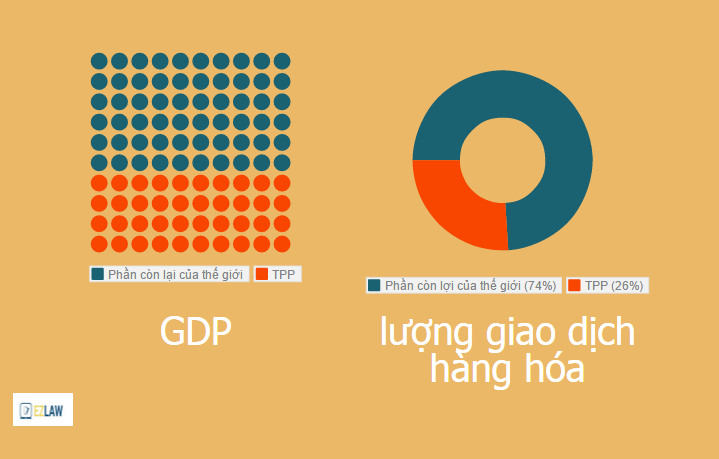 Phần còn lại của thế giới TPP
Phần còn lợi của thế giới (74%) TPP (26%)
GDP
lượng giao dịch
hàng hóa
EZLAW